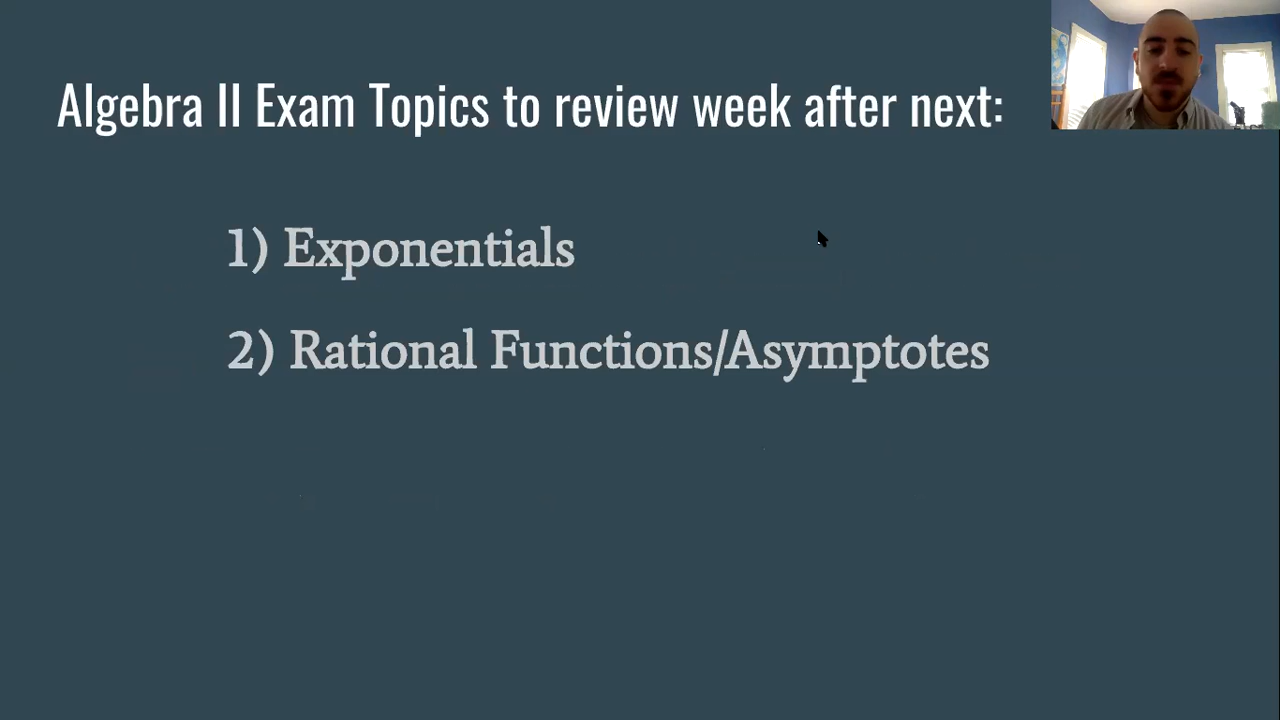 Algebra II Exam Topics to review week after next:
1) Exponentials
2) Rational Functions/Asymptotes